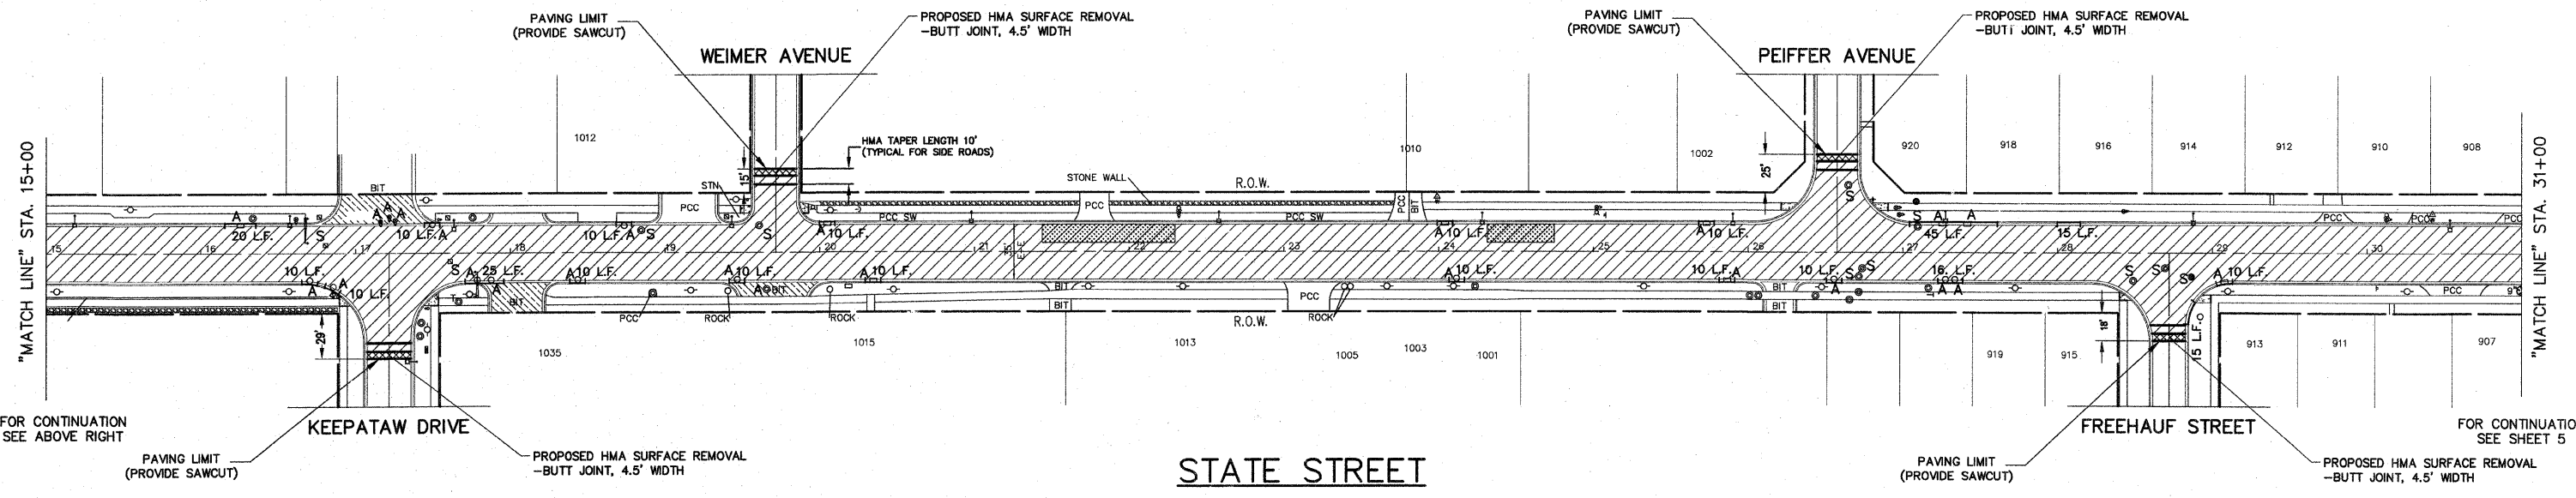 PAVING LIMIT
(PROVIDE SAWCUT)
PROPOSED HMA SURFACE REMOVAL
-BUTT JOINT, 4.5' WIDTH
WEIMER AVENUE
PAVING LIMIT
(PROVIDE SAWCUT)
PROPOSED HMA SURFACE REMOVAL
-BUTT JOINT, 4.5' WIDTH
PEIFFER AVENUE
1012
HMA TAPER LENGTH 10'
(TYPICAL FOR SIDE ROADS)
1010
1002
920
918
916
914
912
910
908
"MATCH LINE" STA. 15+00
"MATCH LINE" STA. 31+00
BIT
STN
15'
STONE WALL
R.O.W.
25'
PCC
PCC SW
PCC
PCC SW
PCC
BIT
PCC
PCC
PCC
A
20 L.F.
S
A
A
A
10 L.F.
A
10 L.F.
A
S
S
A
10 L.F.
A
10 L.F.
A
10 L.F.
S
S
A
A
45 L.F.
15 L.F.
15
16
17
18
19
20
21
22
23
24
25
26
27
28
29
30
E-E
10 L.F.
A
A
10 L.F.
S
A
25 L.F.
A
10 L.F.
A
10 L.F.
A
10 L.F.
A
10 L.F.
10 L.F.
A
10 L.F.
S
S
A
16 L.F.
A A
S
S
S
A
10 L.F.
BIT
A
BIT
BIT
BIT
PCC
BIT
BIT
PCC
PCC
ROCK
ROCK
R.O.W.
ROCK
29'
18'
15 L.F.
1035
1015
1013
1005
1003
1001
919
915
913
911
907
FOR CONTINUATION
SEE ABOVE RIGHT
KEEPATAW DRIVE
PAVING LIMIT
(PROVIDE SAWCUT)
PROPOSED HMA SURFACE REMOVAL
-BUTT JOINT, 4.5' WIDTH
STATE STREET
FREEHAUF STREET
PAVING LIMIT
(PROVIDE SAWCUT)
PROPOSED HMA SURFACE REMOVAL
-BUTT JOINT, 4.5' WIDTH
FOR CONTINUATIO
SEE SHEET 5